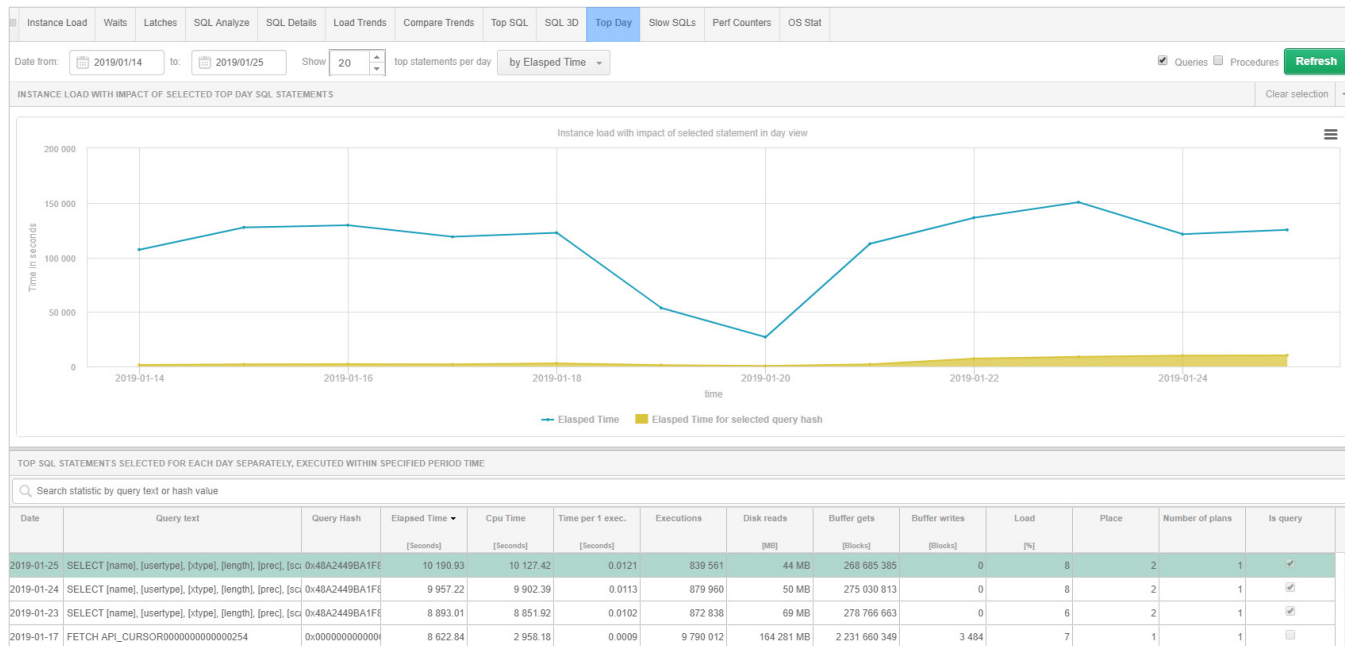 Instance Load Waits Latches SQL Analyze SQL Details Load Trends Compare Trends Top SQL SQL 3D Top Day Slow SQLs Perf Counters OS Stat
Date from: 2019/01/14 to: 2019/01/25 Show 20 top statements per day by Elasped Time Queries Procedures Refresh
INSTANCE LOAD WITH IMPACT OF SELECTED TOP DAY SQL STATEMENTS Clear selection
Instance load with impact of selected statement in day view
200 000
150 000
100 000
50 000
0
Time in seconds
2019-01-14 2019-01-16 2019-01-18 2019-01-20 2019-01-22 2019-01-24
time
Elasped Time Elasped Time for selected query hash
TOP SQL STATEMENTS SELECTED FOR EACH DAY SEPARATELY, EXECUTED WITHIN SPECIFIED PERIOD TIME
Search statistic by query text or hash value
Date Query text Query Hash Elapsed Time Cpu Time Time per 1 exec. Executions Disk reads Buffer gets Buffer writes Load Place Number of plans Is query
[Seconds] [Seconds] [Seconds] [MB] [Blocks] [Blocks] [%]
2019-01-25 SELECT [name], [usertype], [xtype], [length], [prec], [sca 0x48A2449BA1F8 10 190.93 10 127.42 0.0121 839 561 44 MB 268 685 385 0 8 2 1
2019-01-24 SELECT [name], [usertype], [xtype], [length], [prec], [sca 0x48A2449BA1F8 9 957.22 9 902.39 0.0113 879 960 50 MB 275 030 813 0 8 2 1
2019-01-23 SELECT [name], [usertype], [xtype], [length], [prec], [sca 0x48A2449BA1F8 8 893.01 8 851.92 0.0102 872 838 69 MB 278 766 663 0 6 2 1
2019-01-17 FETCH API_CURSOR0000000000000254 0x000000000000 8 622.84 2 958.18 0.0009 9 790 012 164 281 MB 2 231 660 349 3 484 7 1 1